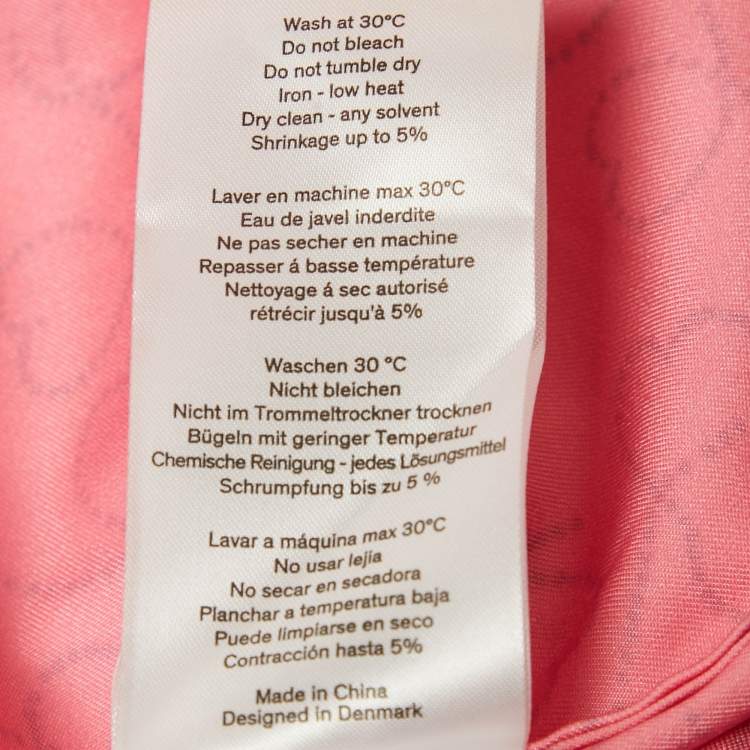 Wash at 30°C
Do not bleach
Do not tumble dry
Iron - low heat
Dry clean - any solvent
Shrinkage up to 5%
Laver en machine max 30°C
Eau de javel inderdite
Ne pas secher en machine
Repasser á basse température
Nettoyage á sec autorisé
rétrécir jusqu'à 5%
Waschen 30 °C
Nicht bleichen
Nicht im Trommeltrockner trocknen
Bügeln mit geringer Temperatur
Chemische Reinigung - jedes Lösungsmittel
Schrumpfung bis zu 5 %
Lavar a máquina max 30°C
No usar lejia
No secar en secadora
Planchar a temperatura baja
Puede limpiarse en seco
Contracción hasta 5%
Made in China
Designed in Denmark